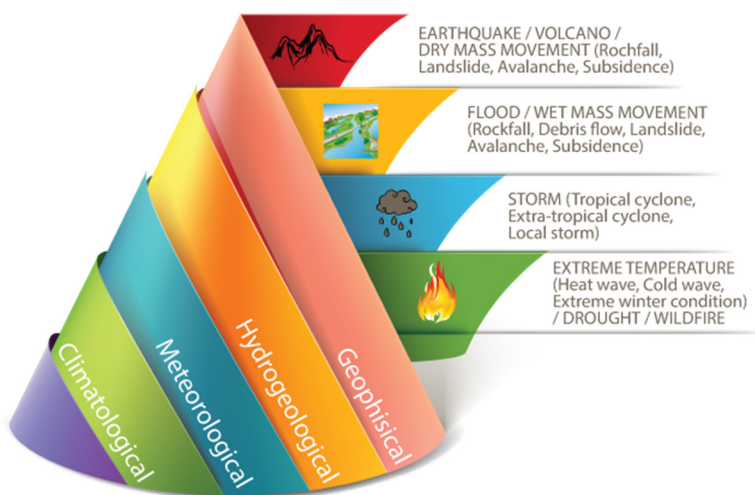 EARTHQUAKE / VOLCANO /
DRY MASS MOVEMENT (Rochfall,
Landslide, Avalanche, Subsidence)
FLOOD / WET MASS MOVEMENT
(Rockfall, Debris flow, Landslide,
Avalanche, Subsidence)
STORM (Tropical cyclone,
Extra-tropical cyclone,
Local storm)
EXTREME TEMPERATURE
(Heat wave, Cold wave,
Extreme winter condition)
/ DROUGHT / WILDFIRE
Climatological
Meteorological
Hydrogeological
Geophisical